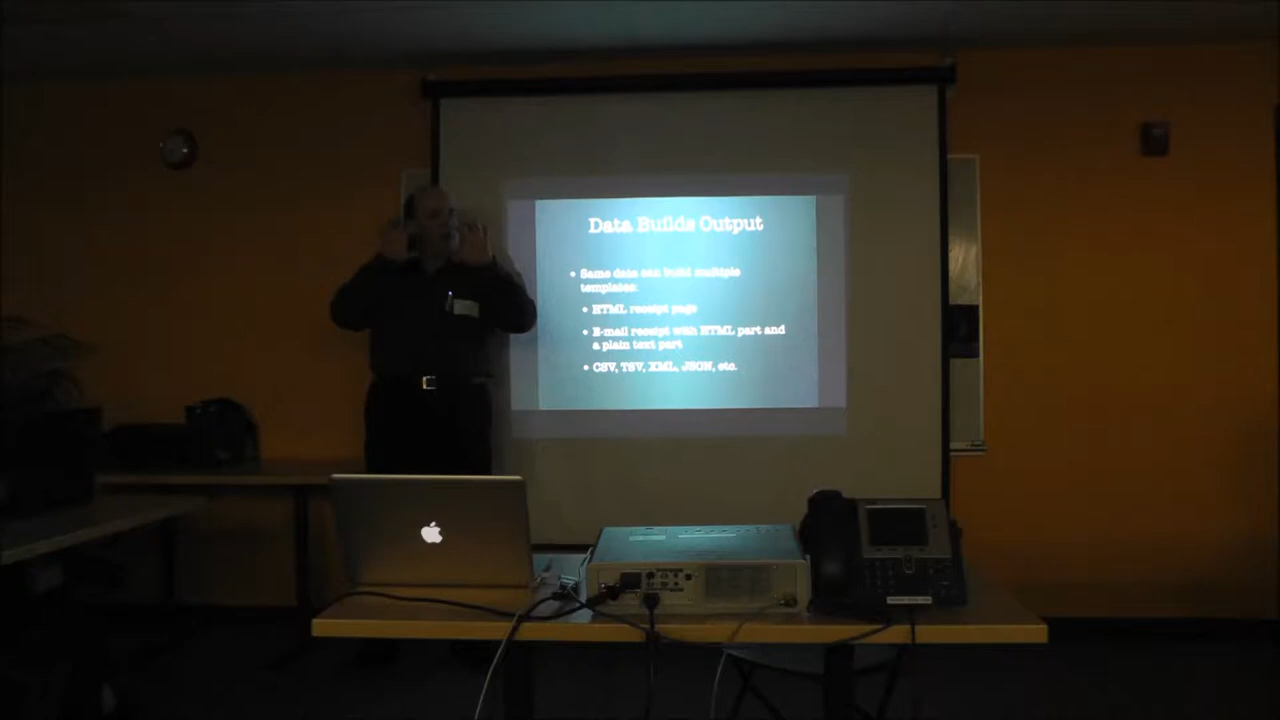 Data Builds Output
• Same data can build multiple
templates:
• HTML receipt page
• E-mail receipt with HTML part and
a plain text part
• CSV, TSV, XML, JSON, etc.